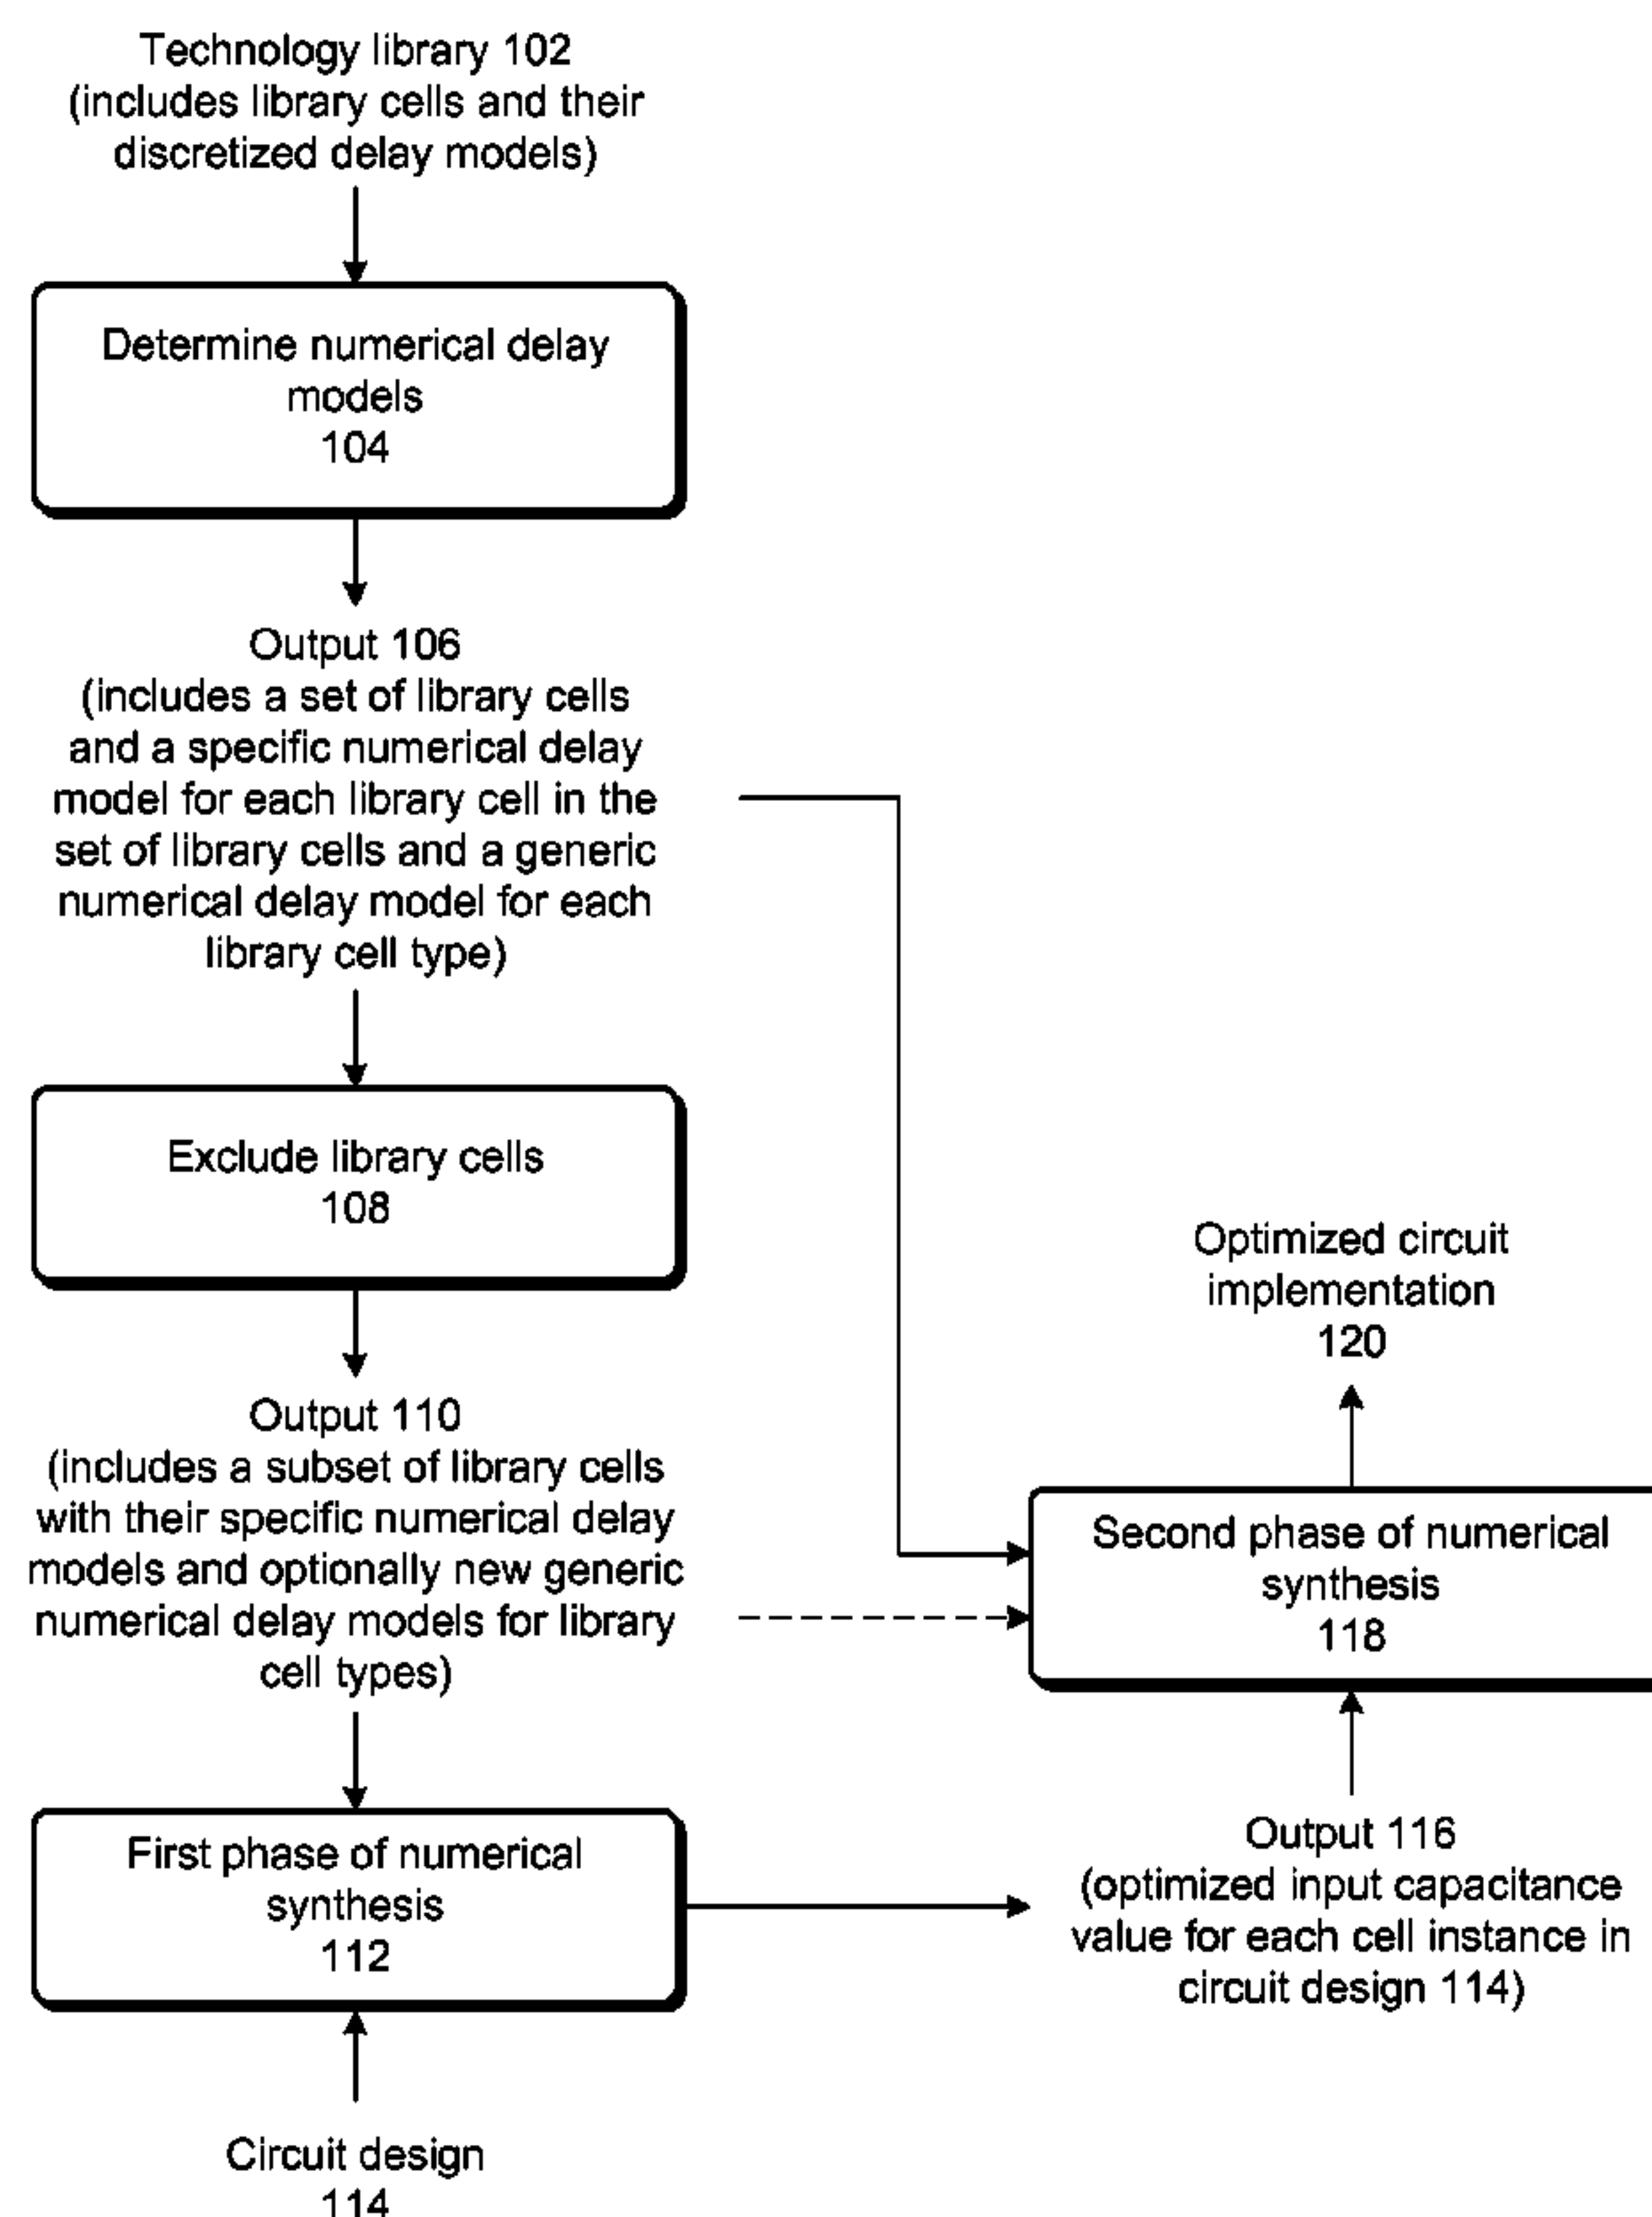 Technology library 102
(includes library cells and their
discretized delay models)
Determine numerical delay
models
104
Output 106
(includes a set of library cells
and a specific numerical delay
model for each library cell in the
set of library cells and a generic
numerical delay model for each
library cell type)
Exclude library cells
108
Output 110
(includes a subset of library cells
with their specific numerical delay
models and optionally new generic
numerical delay models for library
cell types)
First phase of numerical
synthesis
112
Circuit design
114
Optimized circuit
implementation
120
Second phase of numerical
synthesis
118
Output 116
(optimized input capacitance
value for each cell instance in
circuit design 114)